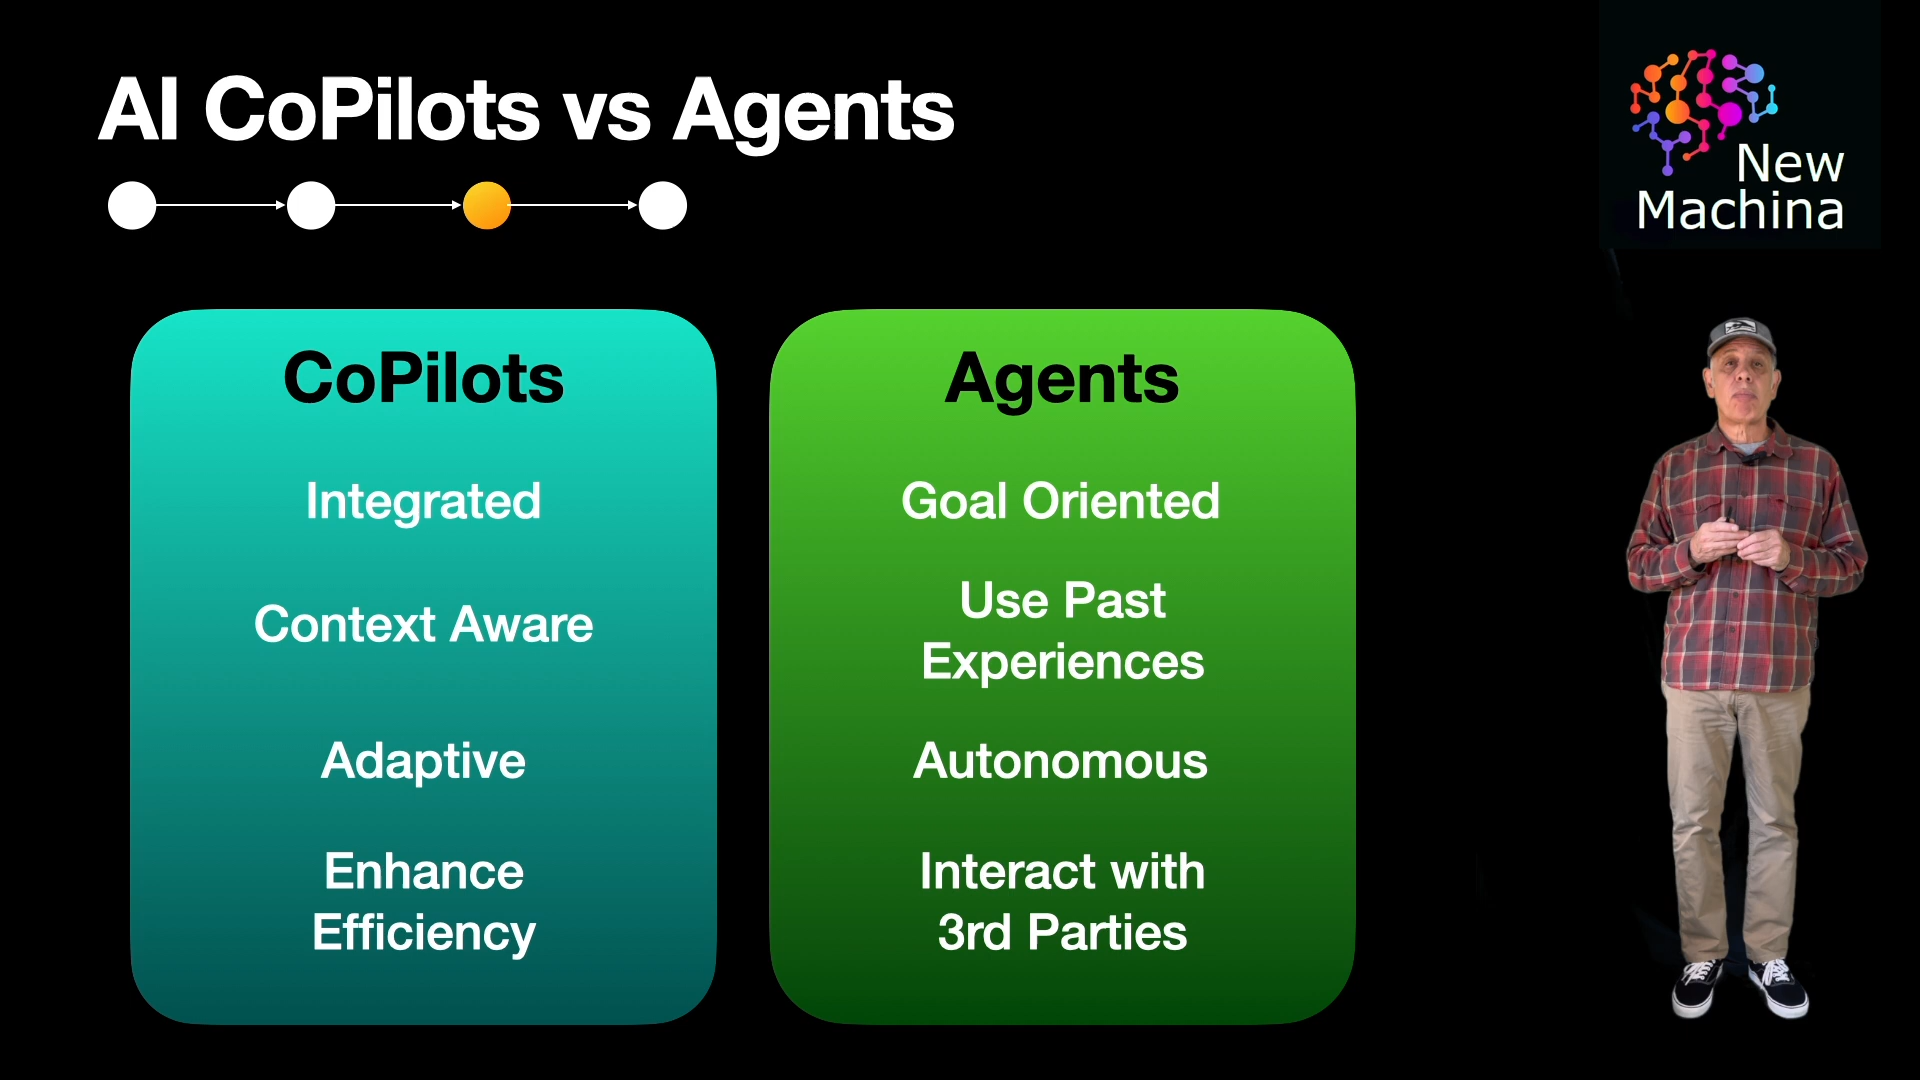 AI CoPilots vs Agents
New
Machina
CoPilots
Integrated
Context Aware
Adaptive
Enhance
Efficiency
Agents
Goal Oriented
Use Past
Experiences
Autonomous
Interact with
3rd Parties